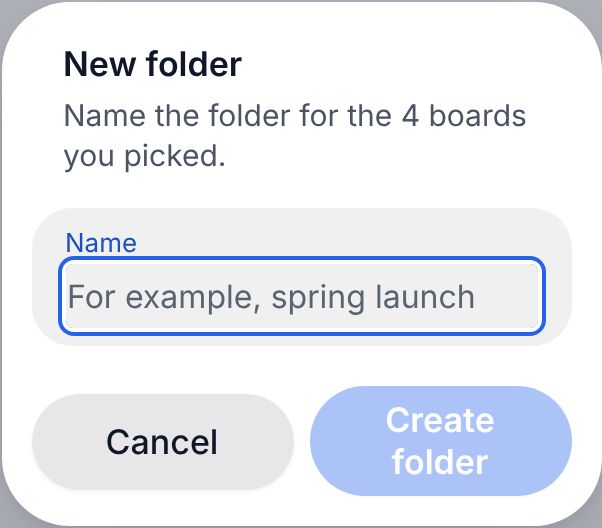 New folder
Name the folder for the 4 boards
you picked.
Name
For example, spring launch
Cancel
Create
folder